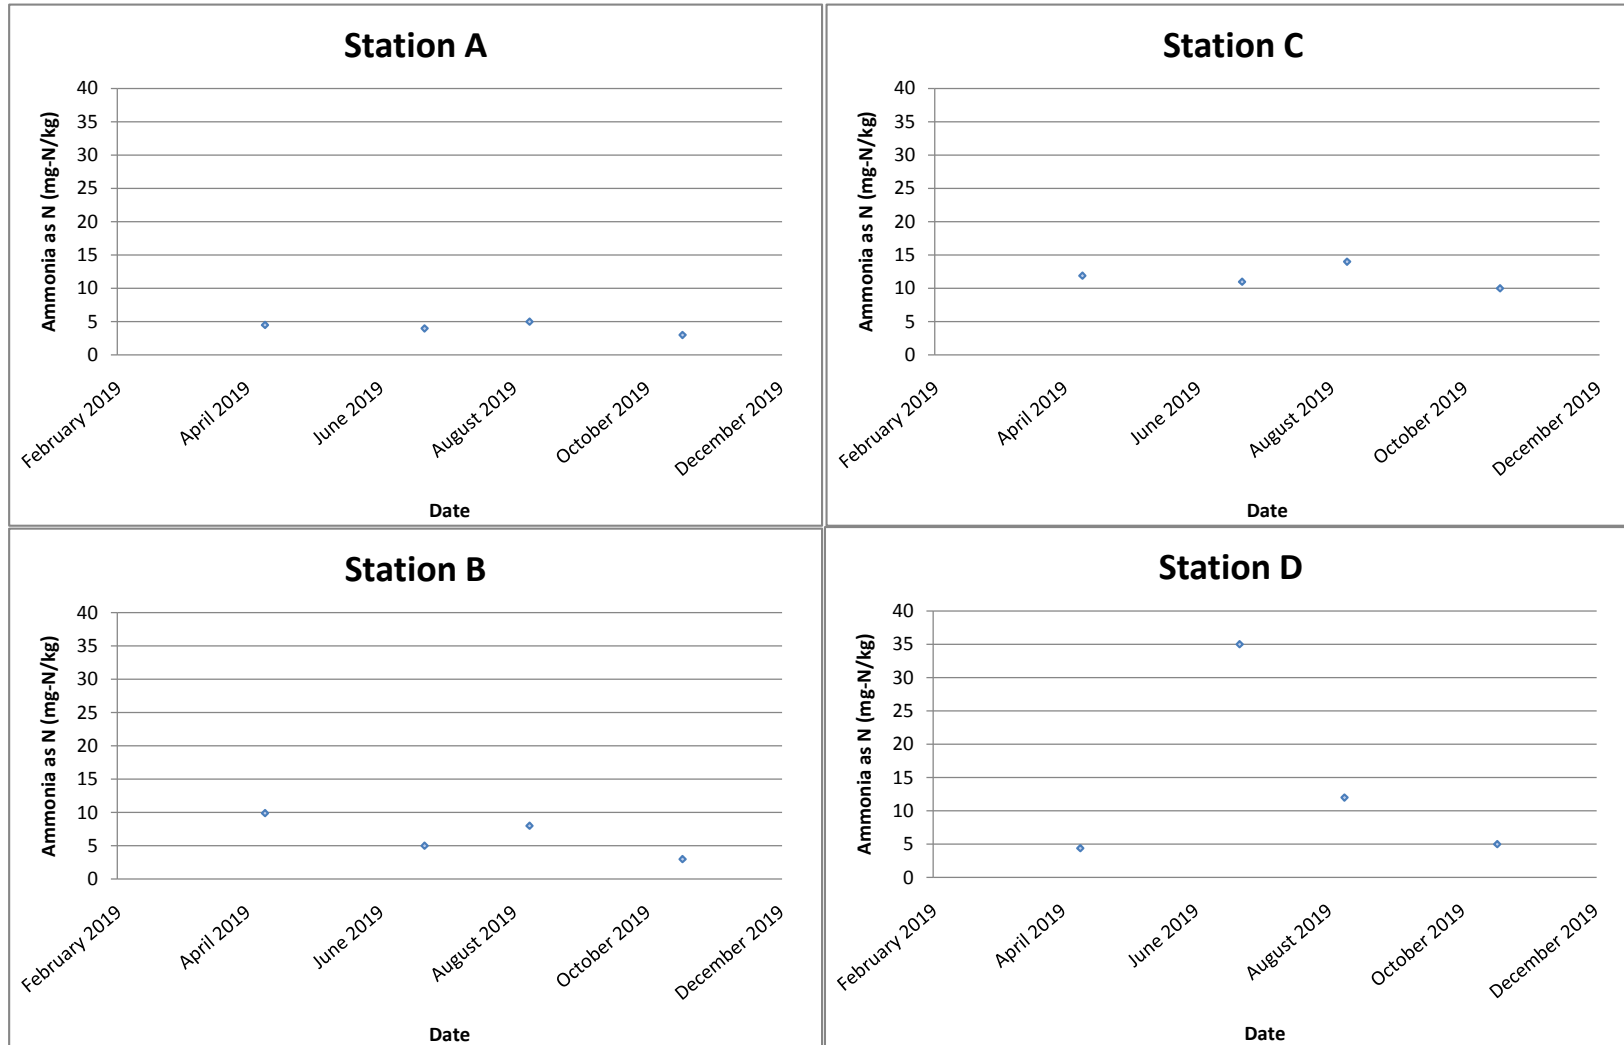 Station A
Ammonia as N (mg-N/kg)
40
35
30
25
20
15
10
5
0
February 2019
April 2019
June 2019
August 2019
October 2019
December 2019
Date
Station C
Ammonia as N (mg-N/kg)
40
35
30
25
20
15
10
5
0
February 2019
April 2019
June 2019
August 2019
October 2019
December 2019
Date
Station B
Ammonia as N (mg-N/kg)
40
35
30
25
20
15
10
5
0
February 2019
April 2019
June 2019
August 2019
October 2019
December 2019
Date
Station D
Ammonia as N (mg-N/kg)
40
35
30
25
20
15
10
5
0
February 2019
April 2019
June 2019
August 2019
October 2019
December 2019
Date